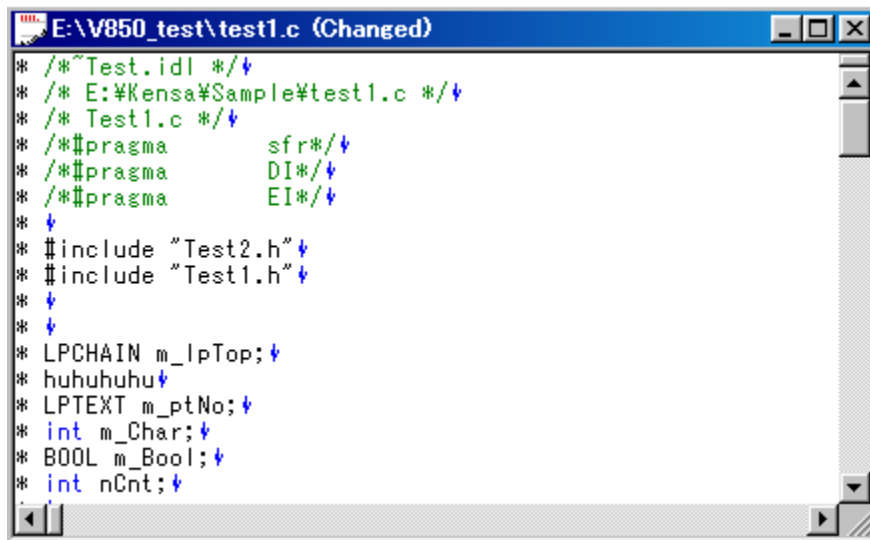 E:\V850_test\test1.c (Changed)
* /*~Test.idl */
* /* E:¥Kensa¥Sample¥test1.c */
* /* Test1.c */
* /*#pragma sfr*/
* /*#pragma DI*/
* /*#pragma EI*/
*
* #include "Test2.h"
* #include "Test1.h"
*
*
* LPCHAIN m_lpTop;
* huhuhuhu
* LPTEXT m_ptNo;
* int m_Char;
* BOOL m_Bool;
* int nCnt;